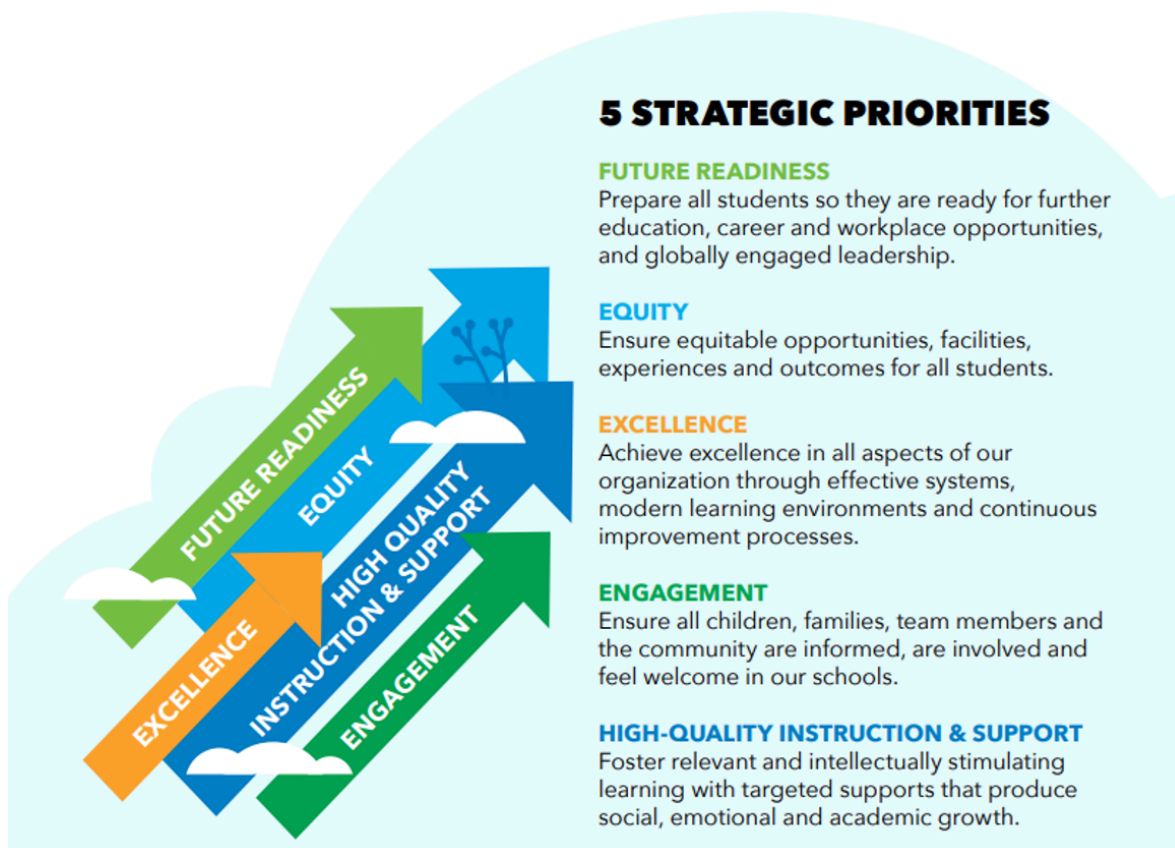 5 STRATEGIC PRIORITIES
FUTURE READINESS
Prepare all students so they are ready for further
education, career and workplace opportunities,
and globally engaged leadership.
EQUITY
Ensure equitable opportunities, facilities,
experiences and outcomes for all students.
EXCELLENCE
Achieve excellence in all aspects of our
organization through effective systems,
modern learning environments and continuous
improvement processes.
ENGAGEMENT
Ensure all children, families, team members and
the community are informed, are involved and
feel welcome in our schools.
HIGH-QUALITY INSTRUCTION & SUPPORT
Foster relevant and intellectually stimulating
learning with targeted supports that produce
social, emotional and academic growth.
FUTURE READINESS
EQUITY
EXCELLENCE
HIGH QUALITY
INSTRUCTION & SUPPORT
ENGAGEMENT